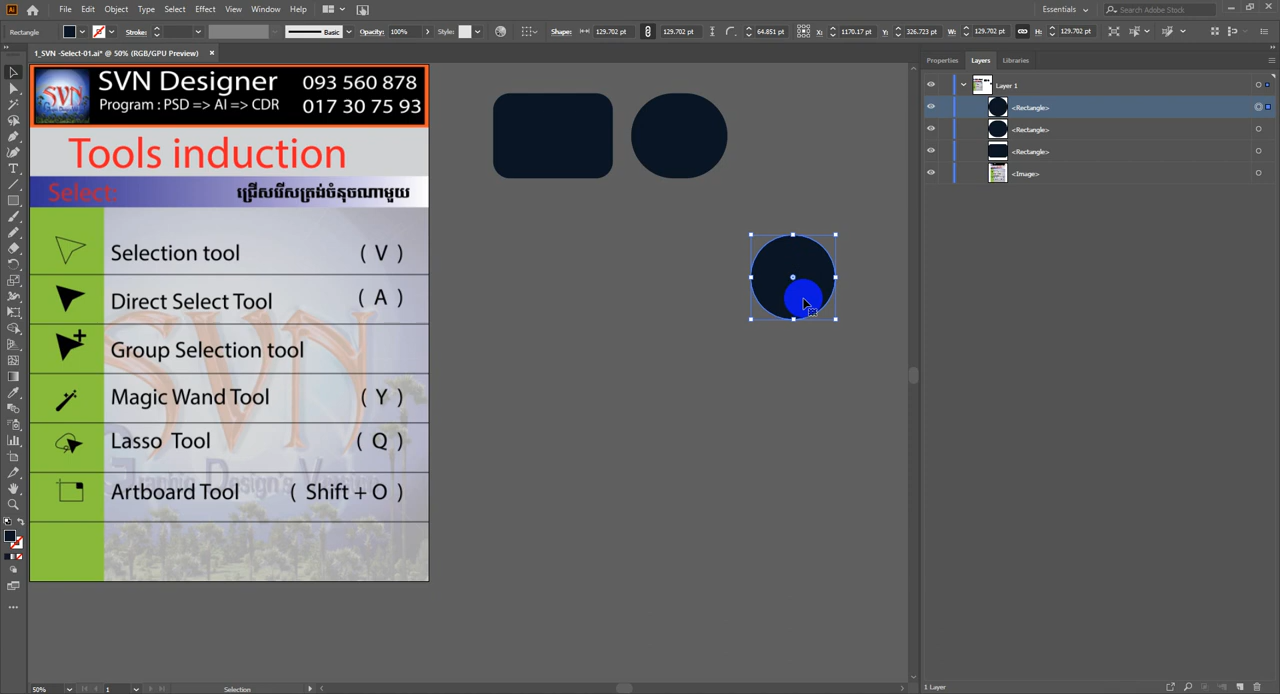 File Edit Object Type Select Effect View Window Help Essentials Search Adobe Stock
Rectangle Stroke: Basic Opacity: 100% Style: Shape: 129.702 pt 129.702 pt 64.851 pt X: 1170.17 pt Y: 326.723 pt W: 129.702 pt H: 129.702 pt
1_SVN -Select-01.ai* @ 50% (RGB/GPU Preview) ×
Properties Layers Libraries
Layer 1
<Rectangle>
<Rectangle>
<Rectangle>
<Image>
SVN
SVN Designer 093 560 878
Program : PSD => AI => CDR 017 30 75 93
Tools induction
Select: ជ្រើសរើសត្រង់ចំនុចណាមួយ
Selection tool ( V )
Direct Select Tool ( A )
Group Selection tool
Magic Wand Tool ( Y )
Lasso Tool ( Q )
Artboard Tool ( Shift + O )
SVN
50% 1 Selection
1 Layer